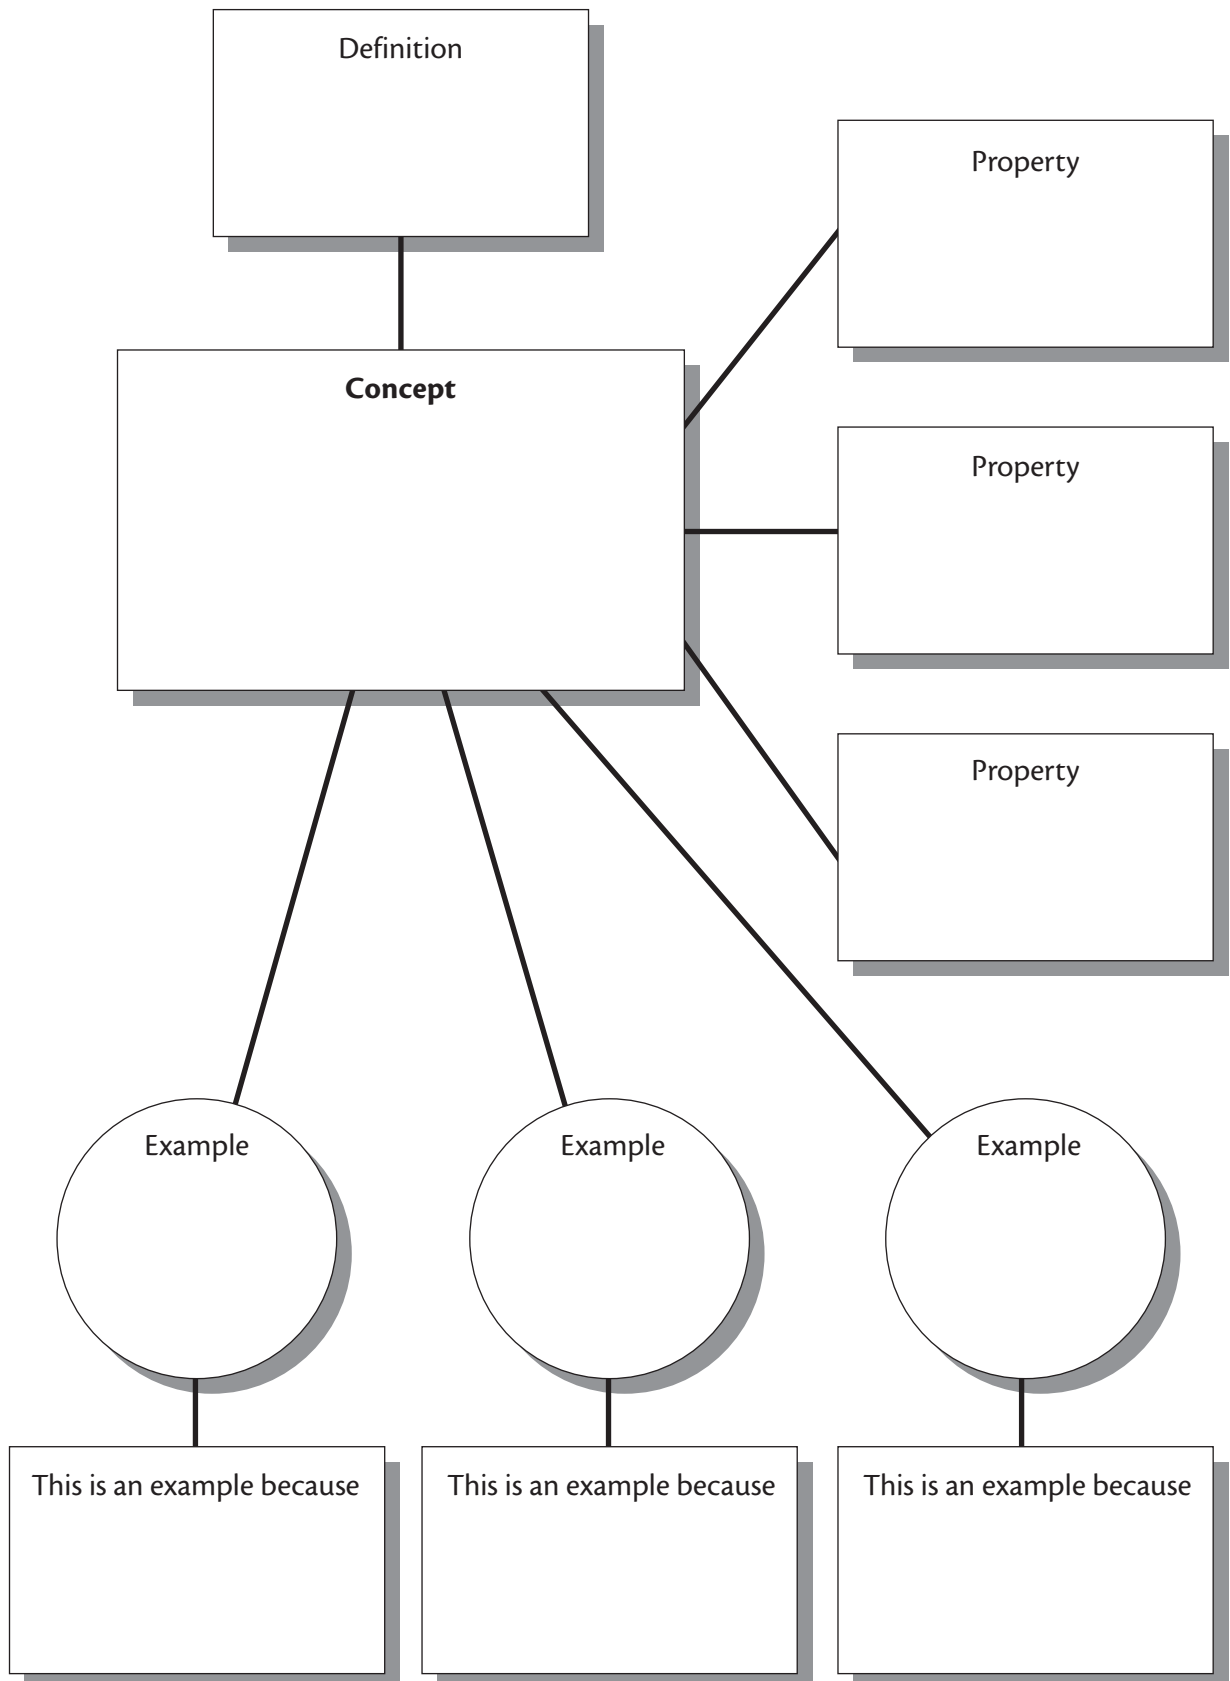 Definition
Property
Concept
Property
Property
Example
Example
Example
This is an example because
This is an example because
This is an example because